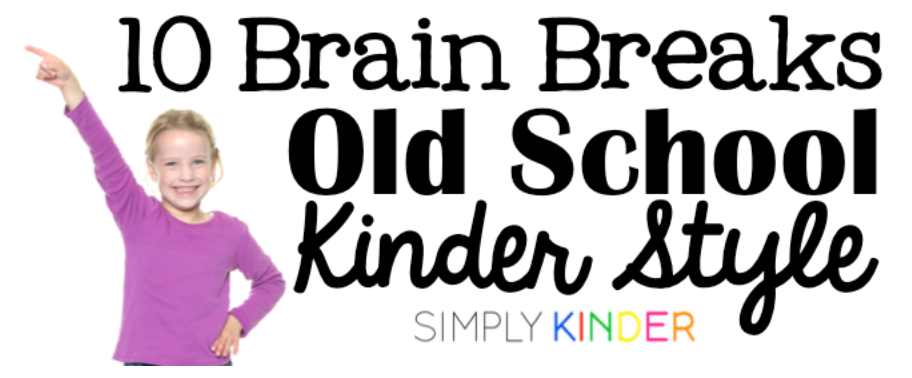 10 Brain Breaks
Old School
Kinder Style
SIMPLY KINDER